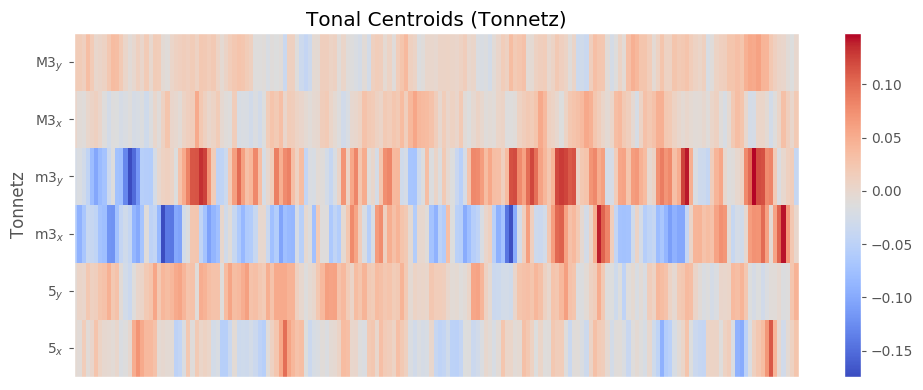 Tonal Centroids (Tonnetz)
Tonnetz
M3y
M3x
m3y
m3x
5y
5x
0.10
0.05
0.00
−0.05
−0.10
−0.15